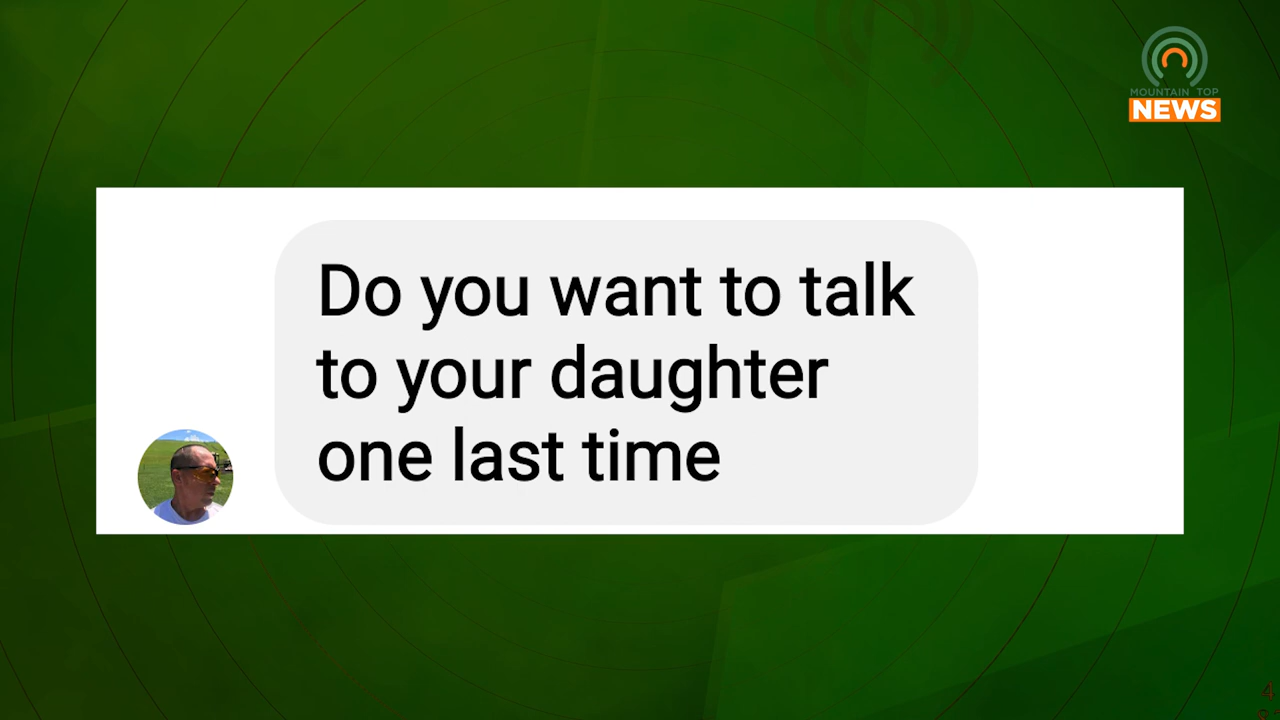 MOUNTAIN TOP
NEWS
Do you want to talk
to your daughter
one last time